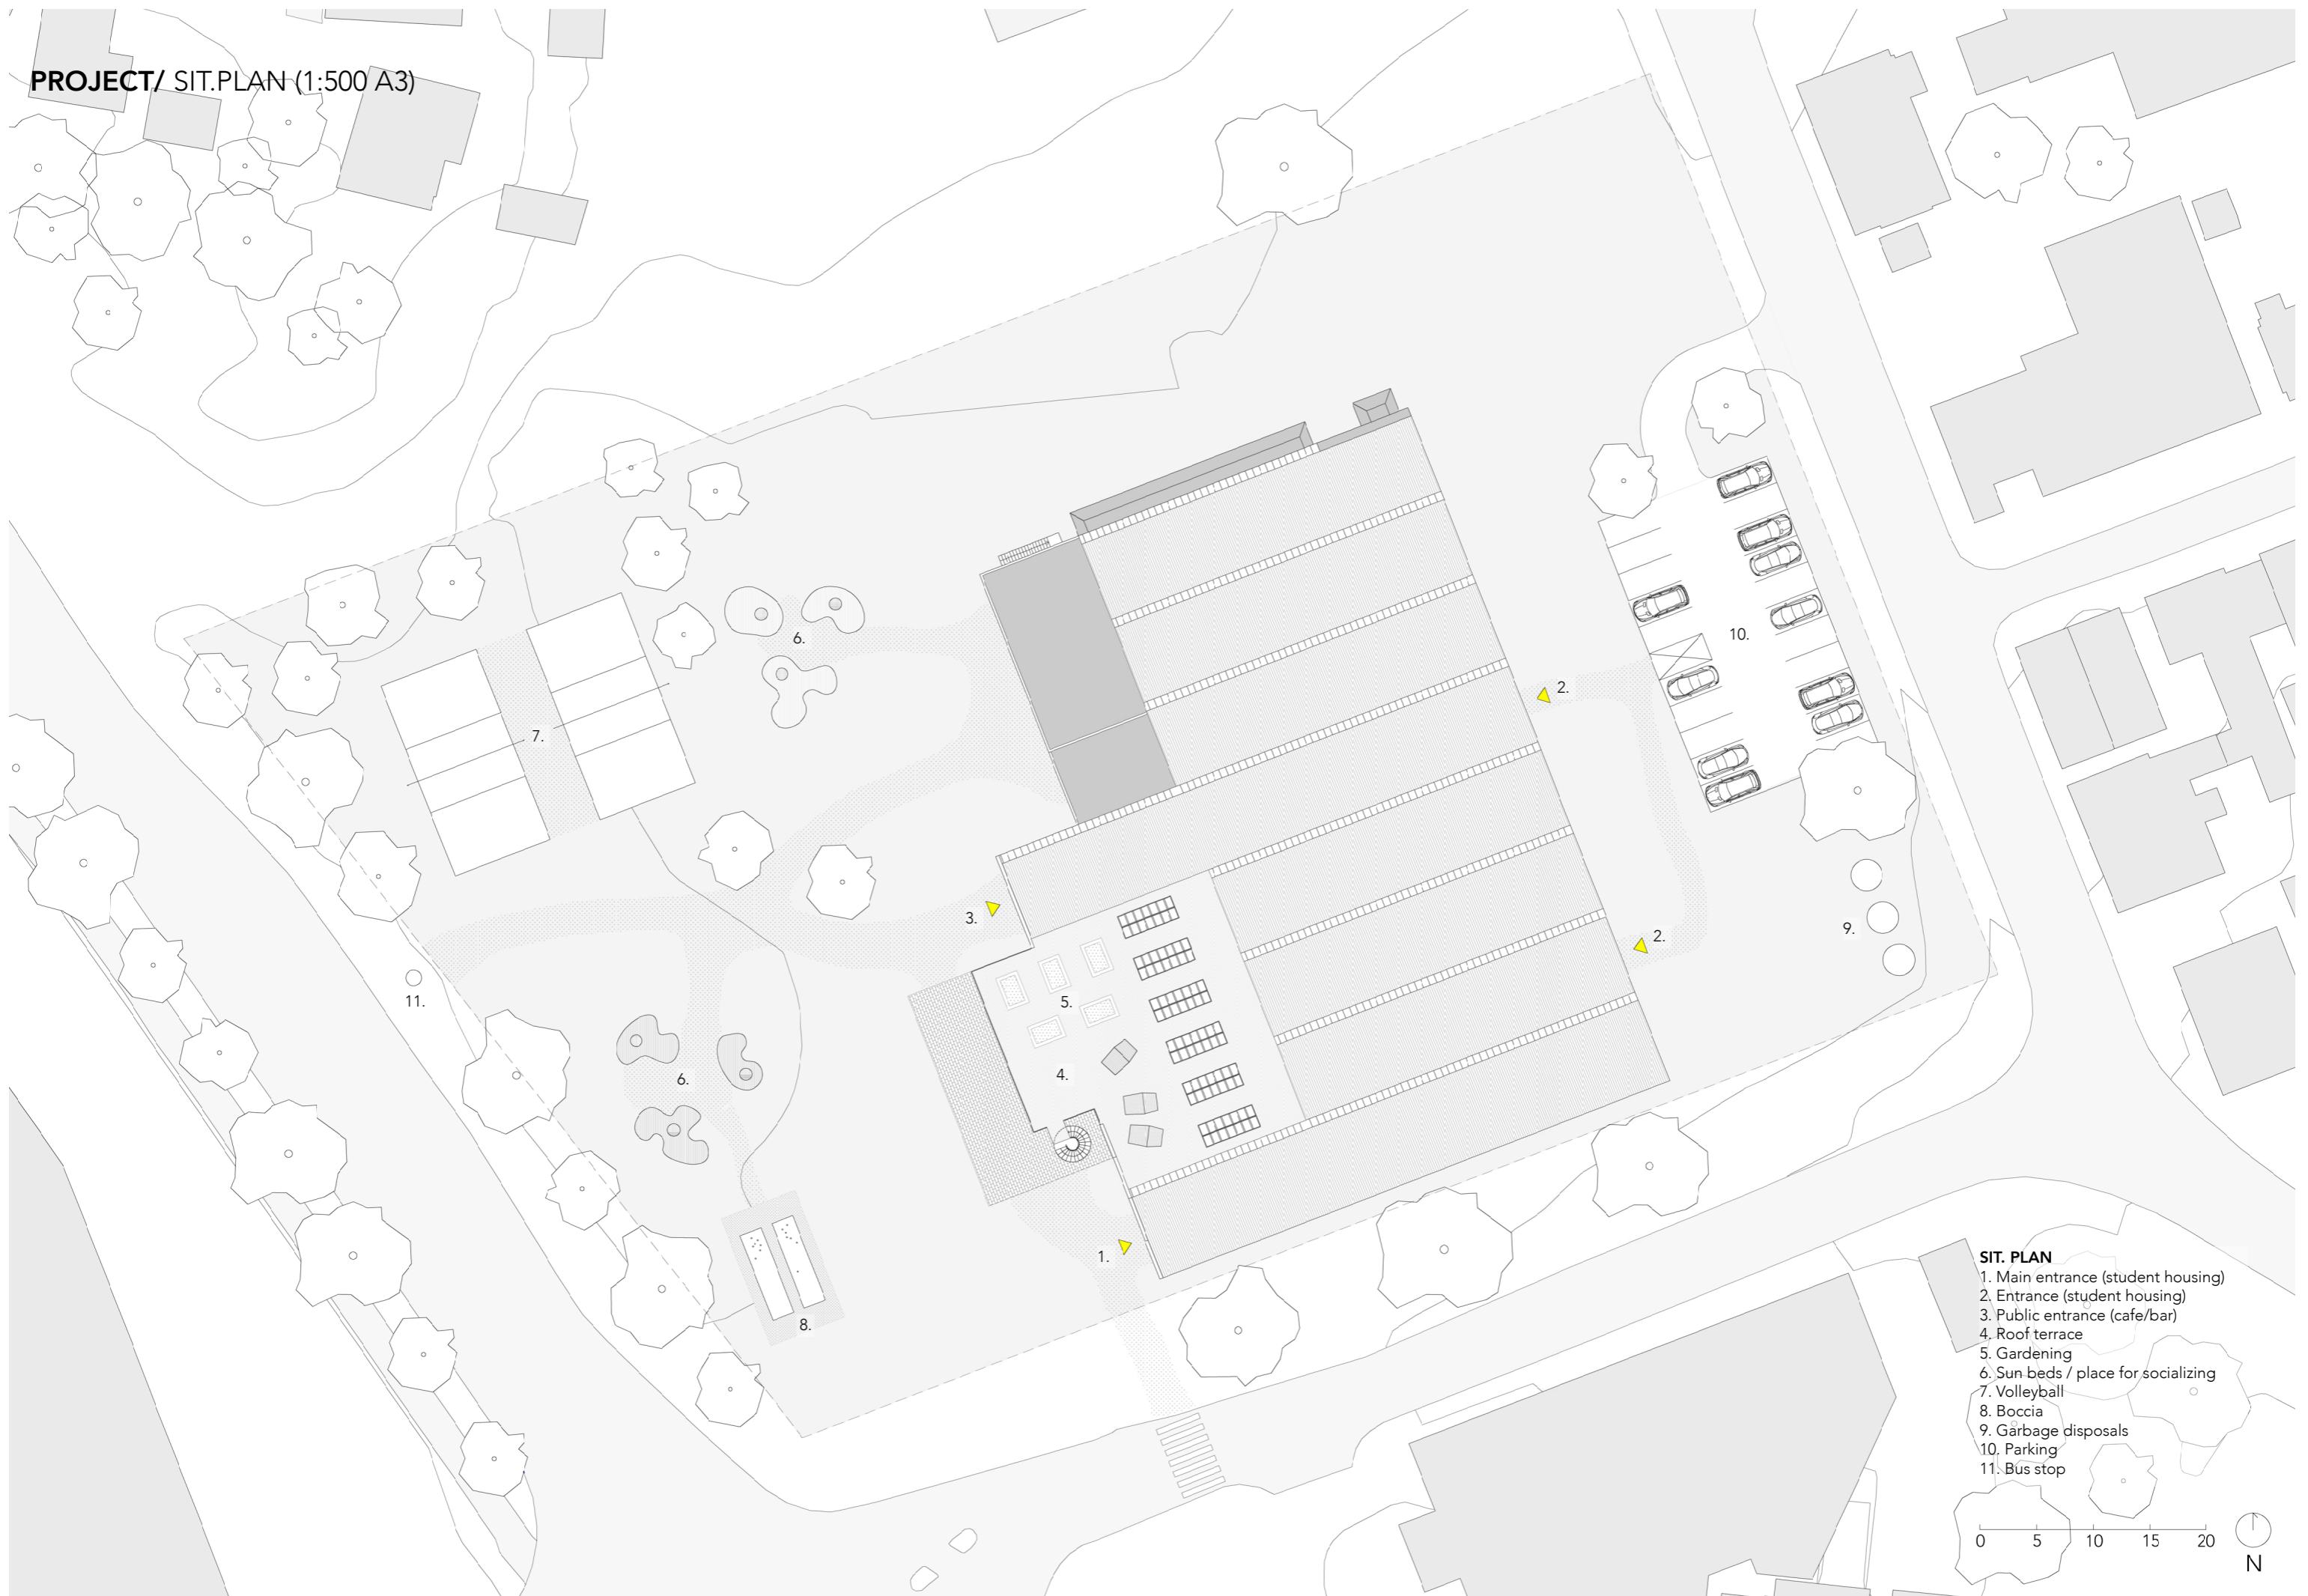 PROJECT/ SIT.PLAN (1:500 A3)
6.
10.
2.
7.
3.
2.
9.
11.
5.
4.
6.
1.
8.
SIT. PLAN
1. Main entrance (student housing)
2. Entrance (student housing)
3. Public entrance (cafe/bar)
4. Roof terrace
5. Gardening
6. Sun beds / place for socializing
7. Volleyball
8. Boccia
9. Garbage disposals
10. Parking
11. Bus stop
0 5 10 15 20
N